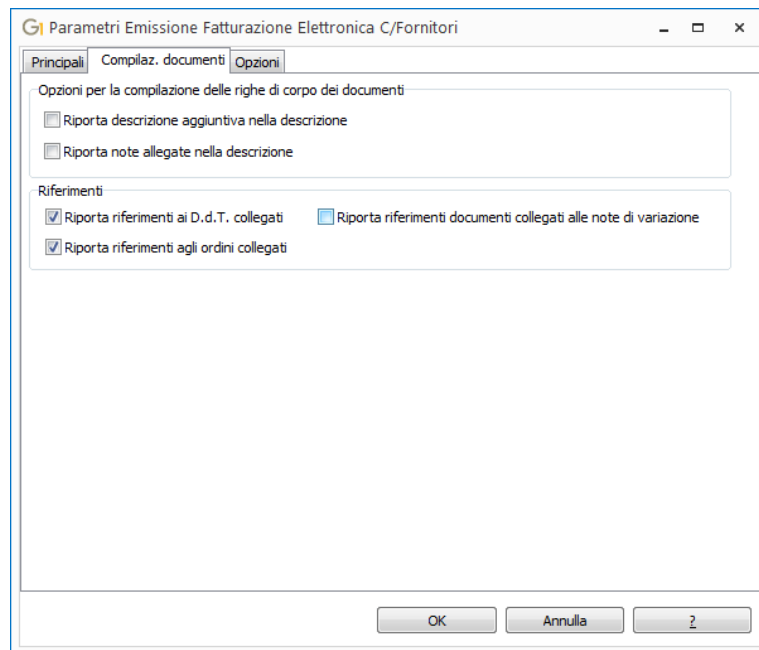 G1 Parametri Emissione Fatturazione Elettronica C/Fornitori
Principali Compilaz. documenti Opzioni
Opzioni per la compilazione delle righe di corpo dei documenti
Riporta descrizione aggiuntiva nella descrizione
Riporta note allegate nella descrizione
Riferimenti
Riporta riferimenti ai D.d.T. collegati Riporta riferimenti documenti collegati alle note di variazione
Riporta riferimenti agli ordini collegati
OK Annulla ?